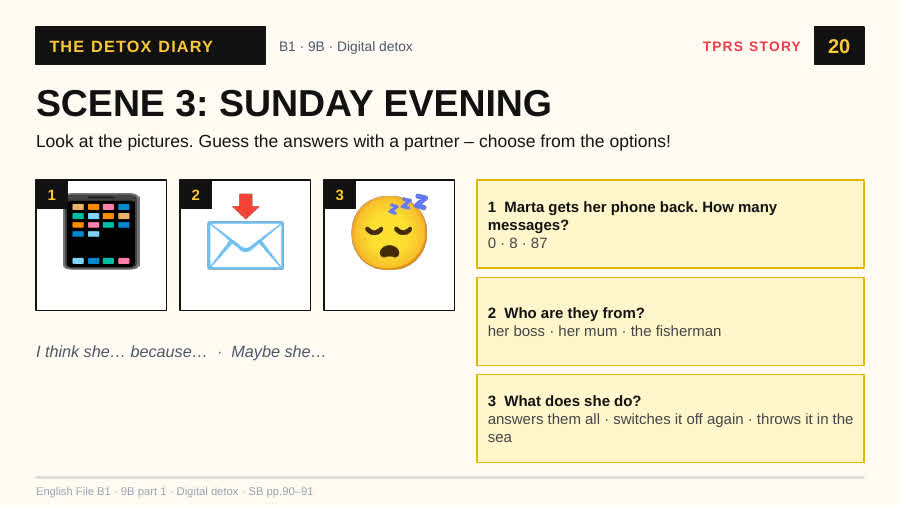 THE DETOX DIARY
B1 · 9B · Digital detox
TPRS STORY
20
SCENE 3: SUNDAY EVENING
Look at the pictures. Guess the answers with a partner – choose from the options!
1
2
3
I think she… because…  ·  Maybe she…
1  Marta gets her phone back. How many
messages?
0 · 8 · 87
2  Who are they from?
her boss · her mum · the fisherman
3  What does she do?
answers them all · switches it off again · throws it in the
sea
English File B1 · 9B part 1 · Digital detox · SB pp.90–91